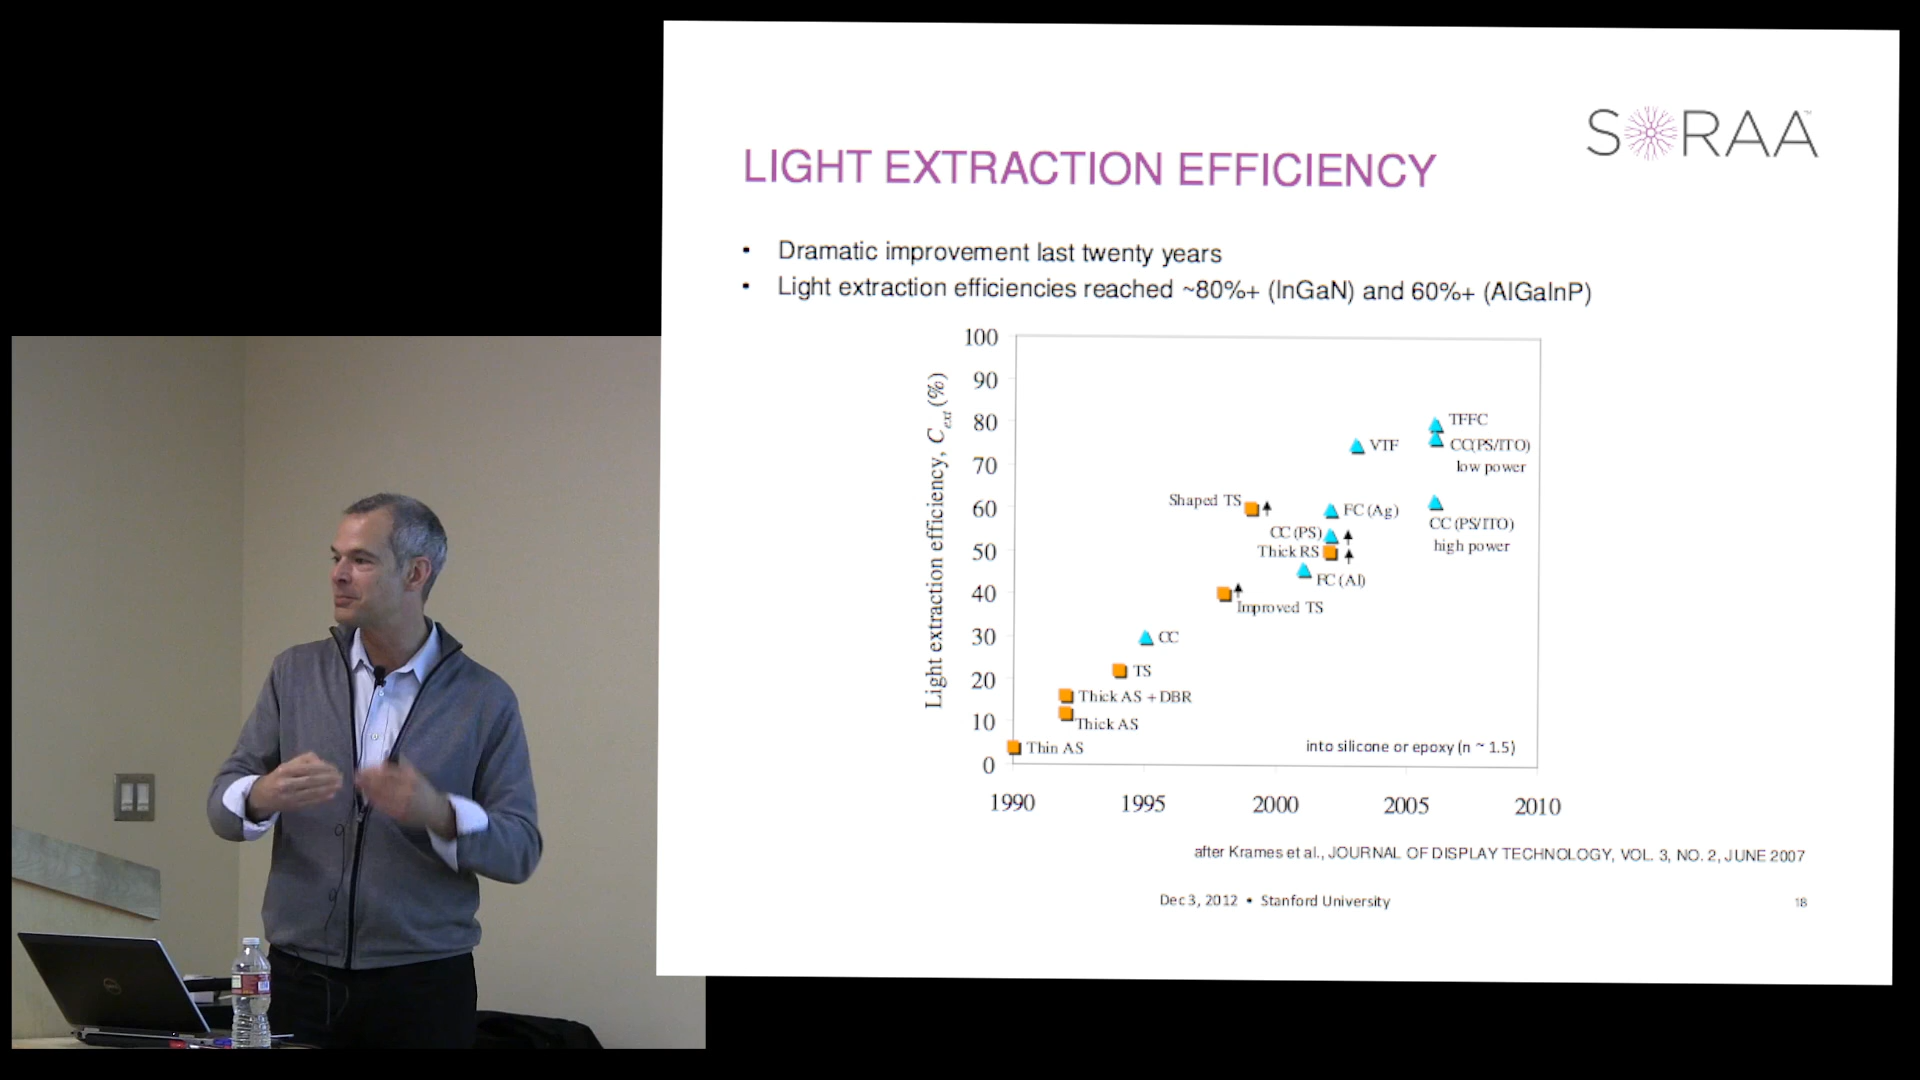 SORAA
LIGHT EXTRACTION EFFICIENCY
• Dramatic improvement last twenty years
• Light extraction efficiencies reached ~80%+ (InGaN) and 60%+ (AlGaInP)
Light extraction efficiency, Cext (%)
100
90
80
70
60
50
40
30
20
10
0
TFFC
VTF
CC(PS/ITO)
low power
Shaped TS
FC (Ag)
CC (PS)
CC (PS/ITO)
high power
Thick RS
FC (Al)
Improved TS
CC
TS
Thick AS + DBR
Thick AS
Thin AS
into silicone or epoxy (n ~ 1.5)
1990 1995 2000 2005 2010
after Krames et al., JOURNAL OF DISPLAY TECHNOLOGY, VOL. 3, NO. 2, JUNE 2007
Dec 3, 2012 • Stanford University
18